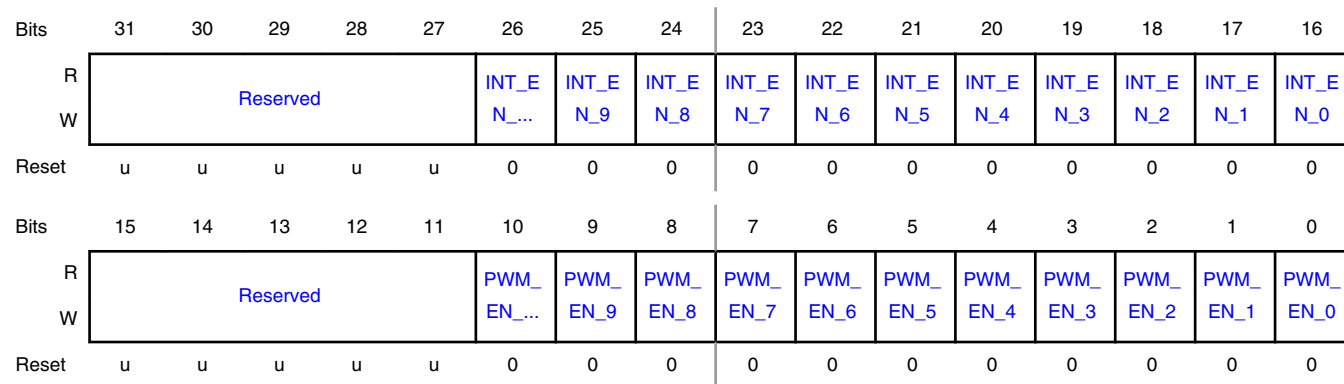 Bits 31 30 29 28 27 26 25 24 23 22 21 20 19 18 17 16
R
W
Reserved
INT_E INT_E INT_E INT_E INT_E INT_E INT_E INT_E INT_E INT_E INT_E
N_... N_9 N_8 N_7 N_6 N_5 N_4 N_3 N_2 N_1 N_0
Reset u u u u u 0 0 0 0 0 0 0 0 0 0 0
Bits 15 14 13 12 11 10 9 8 7 6 5 4 3 2 1 0
R
W
Reserved
PWM_ PWM_ PWM_ PWM_ PWM_ PWM_ PWM_ PWM_ PWM_ PWM_ PWM_
EN_... EN_9 EN_8 EN_7 EN_6 EN_5 EN_4 EN_3 EN_2 EN_1 EN_0
Reset u u u u u 0 0 0 0 0 0 0 0 0 0 0